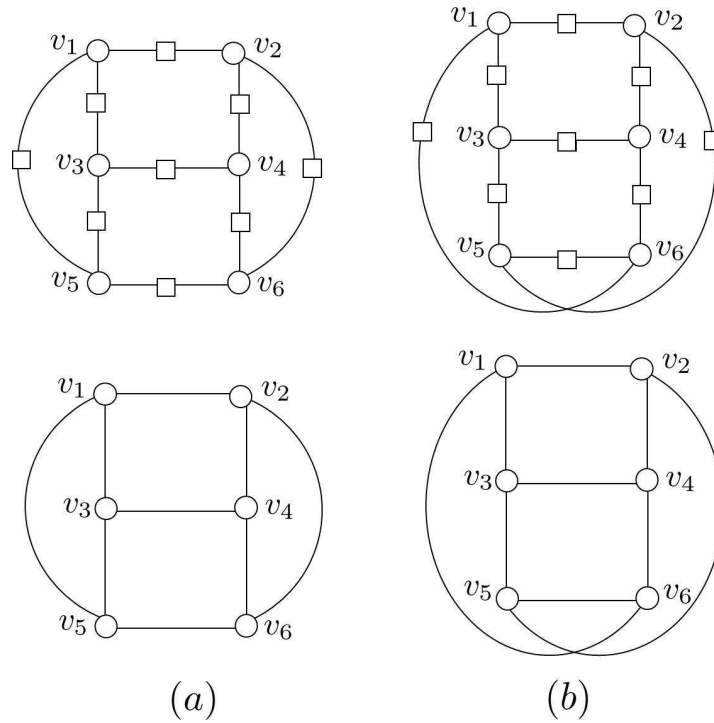 v₁ v₂ v₁ v₂
v₃ v₄ v₃ v₄
v₅ v₆ v₅ v₆
v₁ v₂ v₁ v₂
v₃ v₄ v₃ v₄
v₅ v₆ v₅ v₆
(a) (b)